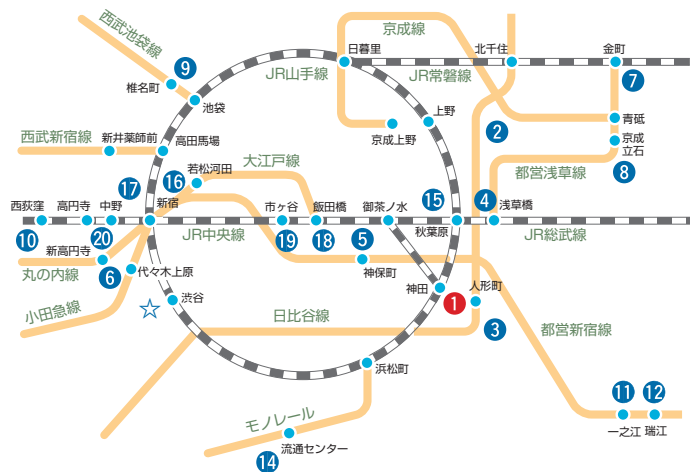 西武池袋線
京成線
北千住
9
日暮里
金町
JR山手線
JR常磐線
椎名町
池袋
7
上野
青砥
2
西武新宿線
新井薬師前
高田馬場
京成上野
京成
立石
大江戸線
若松河田
都営浅草線
8
17
16
15
4
西荻窪
高円寺
中野
新宿
市ヶ谷
飯田橋
御茶ノ水
浅草橋
10
20
JR中央線
19
18
5
秋葉原
JR総武線
新高円寺
神保町
丸の内線
6
代々木上原
神田
1
人形町
小田急線
☆
渋谷
日比谷線
3
都営新宿線
浜松町
モノレール
11
12
流通センター
一之江
瑞江
14